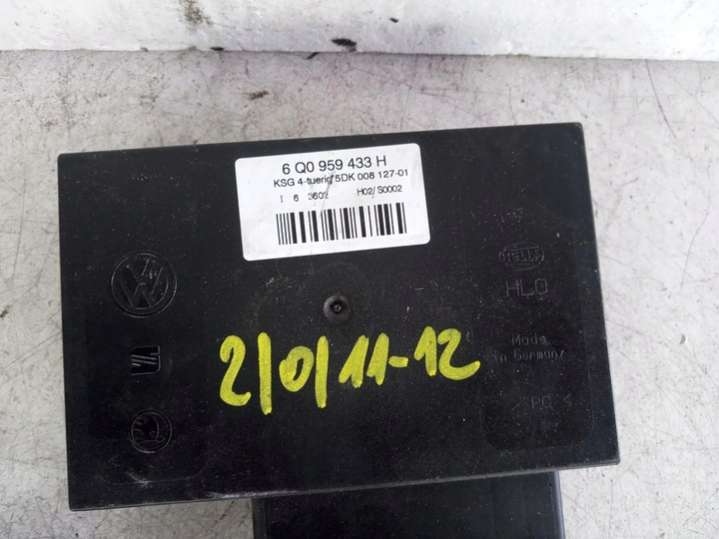 6 Q0 959 433 H
KSG 4-tuerig 5DK 008 127-01
H02/S0002
HELLA
HLO
Made
in Germany
2/0/11-12